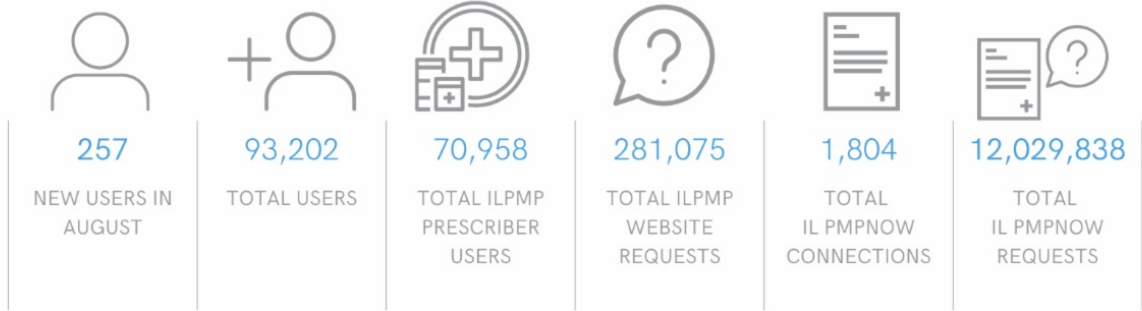 257
NEW USERS IN
AUGUST
93,202
TOTAL USERS
70,958
TOTAL ILPMP
PRESCRIBER
USERS
281,075
TOTAL ILPMP
WEBSITE
REQUESTS
1,804
TOTAL
IL PMPNOW
CONNECTIONS
12,029,838
TOTAL
IL PMPNOW
REQUESTS